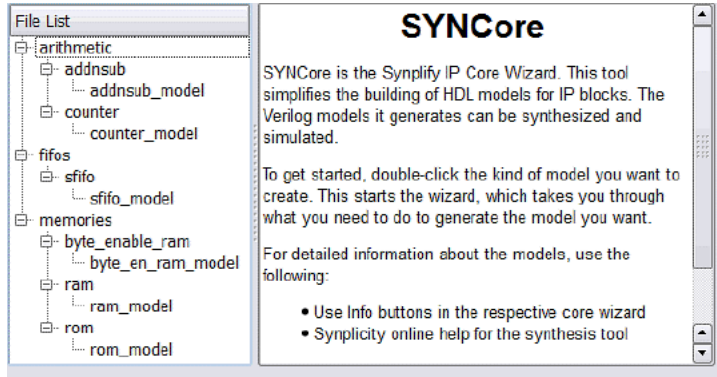 File List
arithmetic
addnsub
addnsub_model
counter
counter_model
fifos
sfifo
sfifo_model
memories
byte_enable_ram
byte_en_ram_model
ram
ram_model
rom
rom_model
SYNCore
SYNCore is the Synplify IP Core Wizard. This tool
simplifies the building of HDL models for IP blocks. The
Verilog models it generates can be synthesized and
simulated.
To get started, double-click the kind of model you want to
create. This starts the wizard, which takes you through
what you need to do to generate the model you want.
For detailed information about the models, use the
following:
• Use Info buttons in the respective core wizard
• Synplicity online help for the synthesis tool